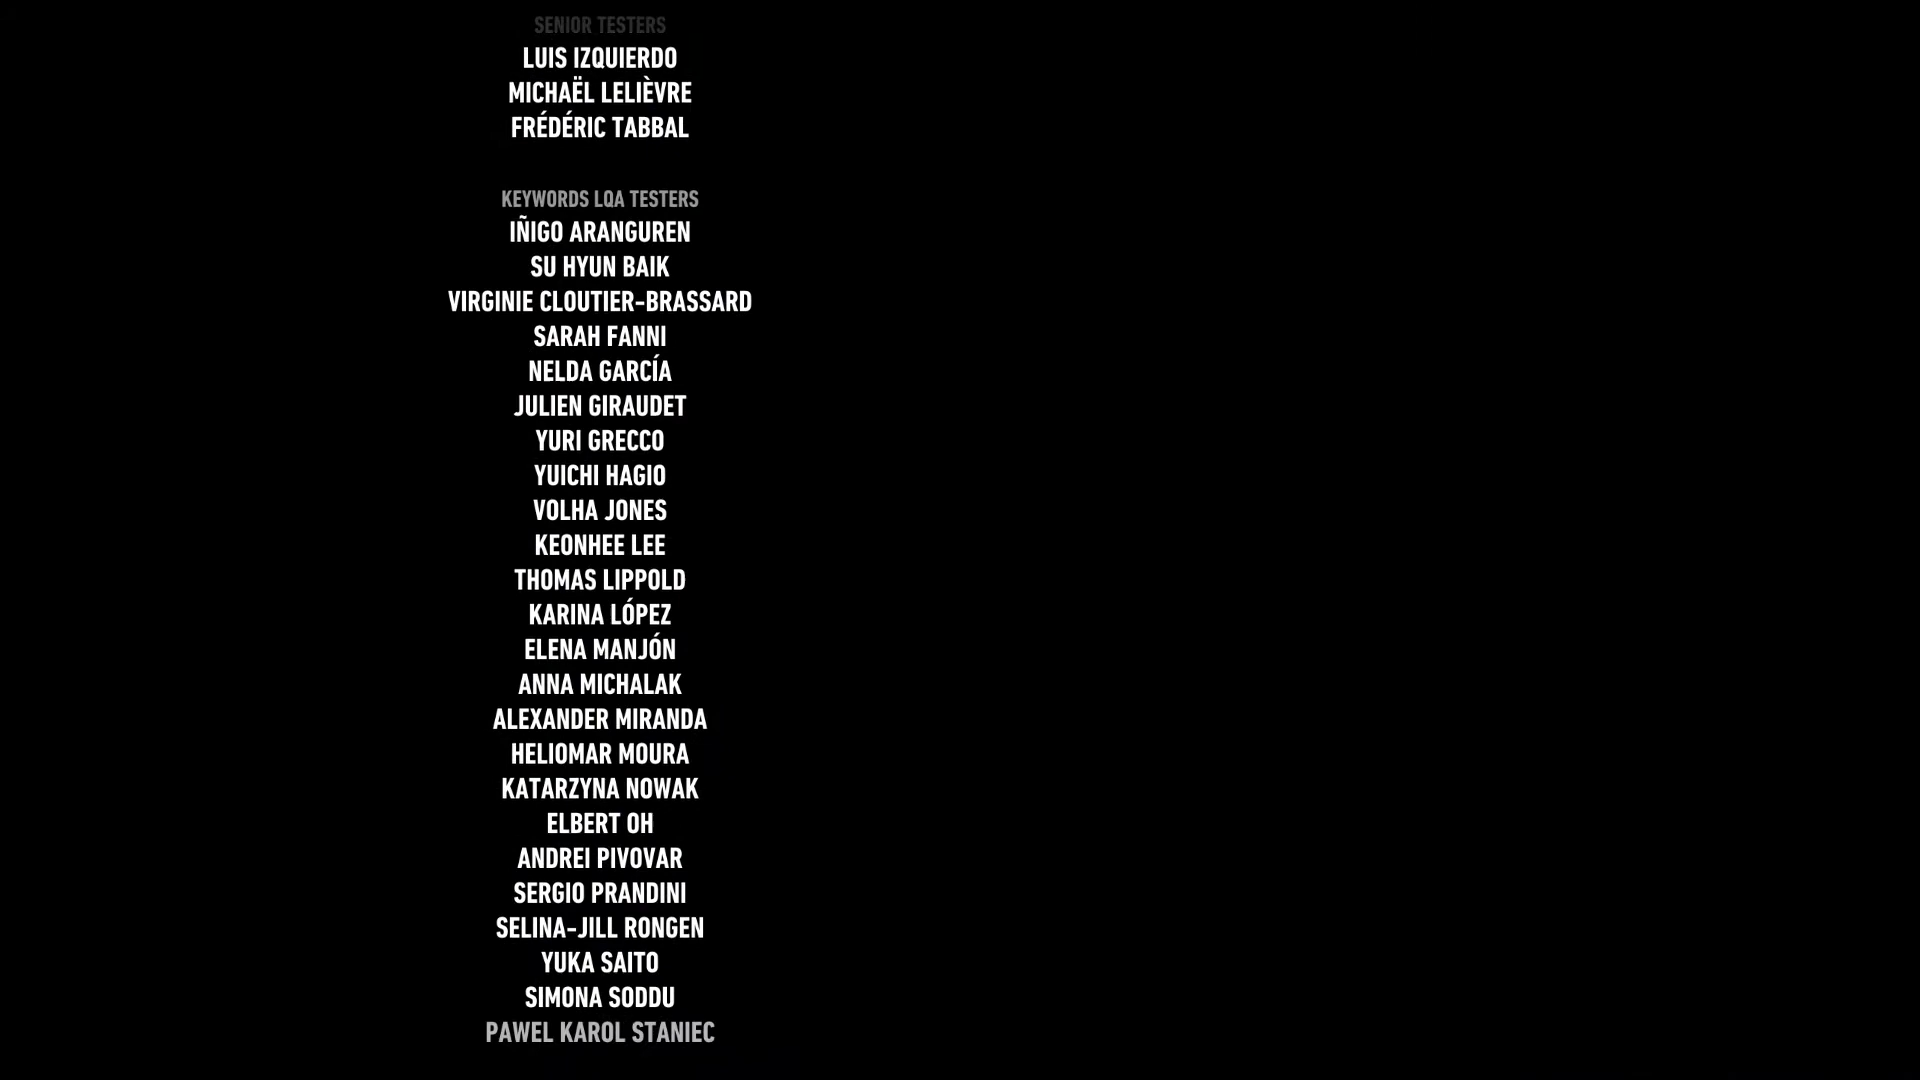 SENIOR TESTERS
LUIS IZQUIERDO
MICHAËL LELIÈVRE
FRÉDÉRIC TABBAL
KEYWORDS LQA TESTERS
IÑIGO ARANGUREN
SU HYUN BAIK
VIRGINIE CLOUTIER-BRASSARD
SARAH FANNI
NELDA GARCÍA
JULIEN GIRAUDET
YURI GRECCO
YUICHI HAGIO
VOLHA JONES
KEONHEE LEE
THOMAS LIPPOLD
KARINA LÓPEZ
ELENA MANJÓN
ANNA MICHALAK
ALEXANDER MIRANDA
HELIOMAR MOURA
KATARZYNA NOWAK
ELBERT OH
ANDREI PIVOVAR
SERGIO PRANDINI
SELINA-JILL RONGEN
YUKA SAITO
SIMONA SODDU
PAWEL KAROL STANIEC